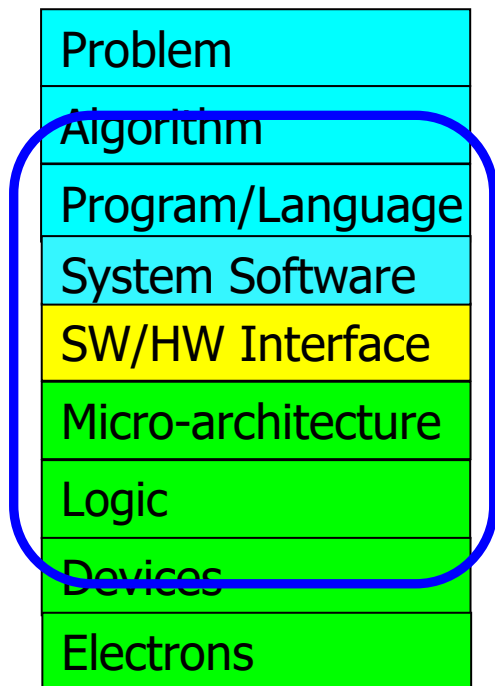 Problem
Algorithm
Program/Language
System Software
SW/HW Interface
Micro-architecture
Logic
Devices
Electrons